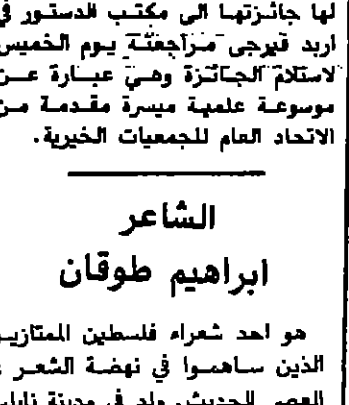 لها جائزتها الى مكتب الدستور في
اربد فيرجى مراجعته يوم الخميس
لاستلام الجائزة وهي عبارة عن
موسوعة علمية ميسرة مقدمة من
الاتحاد العام للجمعيات الخيرية.
الشاعر
ابراهيم طوقان
هو احد شعراء فلسطين الممتازين
الذين ساهموا في نهضة الشعر
العصر الحديث. ولد في مدينة نابلس